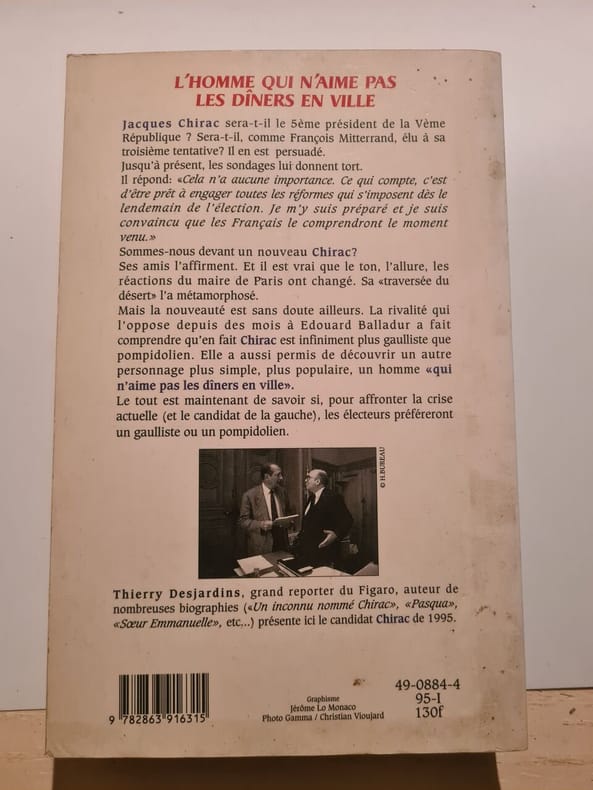 L'HOMME QUI N'AIME PAS
LES DÎNERS EN VILLE
Jacques Chirac sera-t-il le 5ème président de la Vème
République ? Sera-t-il, comme François Mitterrand, élu à sa
troisième tentative? Il en est persuadé.
Jusqu'à présent, les sondages lui donnent tort.
Il répond: «Cela n'a aucune importance. Ce qui compte, c'est
d'être prêt à engager toutes les réformes qui s'imposent dès le
lendemain de l'élection. Je m'y suis préparé et je suis
convaincu que les Français le comprendront le moment
venu.»
Sommes-nous devant un nouveau Chirac?
Ses amis l'affirment. Et il est vrai que le ton, l'allure, les
réactions du maire de Paris ont changé. Sa «traversée du
désert» l'a métamorphosé.
Mais la nouveauté est sans doute ailleurs. La rivalité qui
l'oppose depuis des mois à Edouard Balladur a fait
comprendre qu'en fait Chirac est infiniment plus gaulliste que
pompidolien. Elle a aussi permis de découvrir un autre
personnage plus simple, plus populaire, un homme «qui
n'aime pas les dîners en ville».
Le tout est maintenant de savoir si, pour affronter la crise
actuelle (et le candidat de la gauche), les électeurs préféreront
un gaulliste ou un pompidolien.
© H.BUREAU
Thierry Desjardins, grand reporter du Figaro, auteur de
nombreuses biographies («Un inconnu nommé Chirac», «Pasqua»,
«Sœur Emmanuelle», etc...) présente ici le candidat Chirac de 1995.
9 782863 916315
Graphisme
Jérôme Lo Monaco
Photo Gamma / Christian Vioujard
49-0884-4
95-I
130f